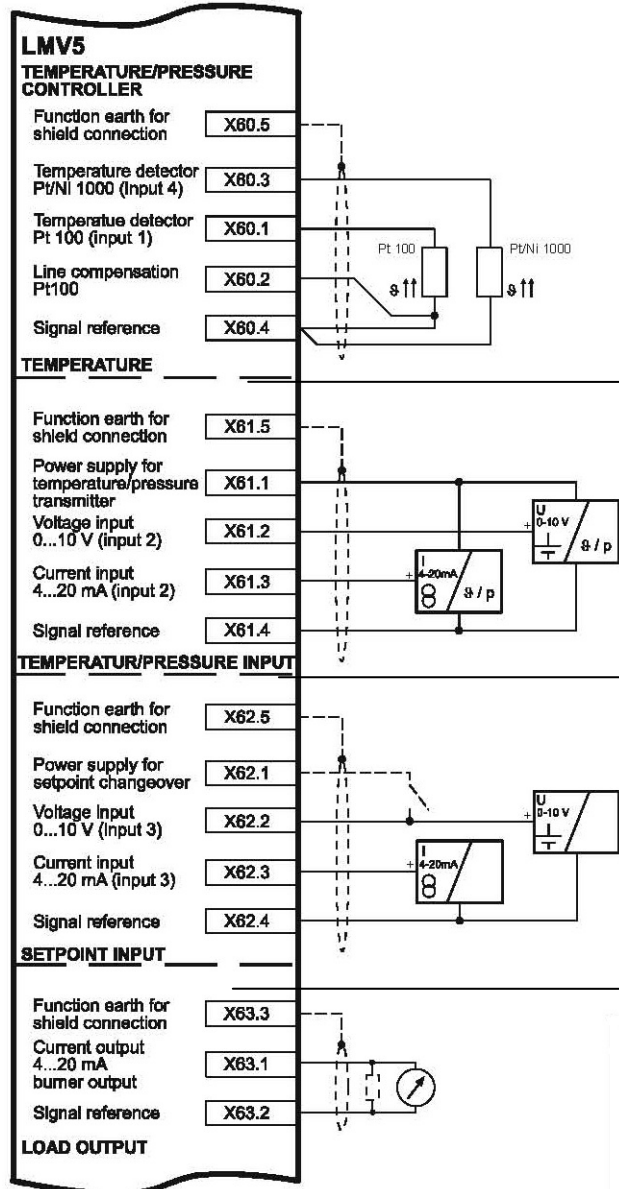 LMV5
TEMPERATURE/PRESSURE
CONTROLLER
Function earth for
shield connection
X60.5
Temperature detector
Pt/NI 1000 (Input 4)
X60.3
Temperatue detector
Pt 100 (input 1)
X60.1
Pt 100
Pt/Ni 1000
Line compensation
Pt100
X60.2
ϑ
ϑ
Signal reference
X60.4
TEMPERATURE
Function earth for
shield connection
X61.5
Power supply for
temperature/pressure
transmitter
X61.1
Voltage input
0...10 V (input 2)
X61.2
+
U
0-10 V
ϑ / p
Current input
4...20 mA (input 2)
X61.3
+
I
4-20mA
ϑ / p
Signal reference
X61.4
TEMPERATUR/PRESSURE INPUT
Function earth for
shield connection
X62.5
Power supply for
setpoint changeover
X62.1
Voltage Input
0...10 V (Input 3)
X62.2
+
U
0-10 V
Current input
4...20 mA (input 3)
X62.3
+
I
4-20mA
Signal reference
X62.4
SETPOINT INPUT
Function earth for
shield connection
X63.3
Current output
4...20 mA
burner output
X63.1
Signal reference
X63.2
LOAD OUTPUT